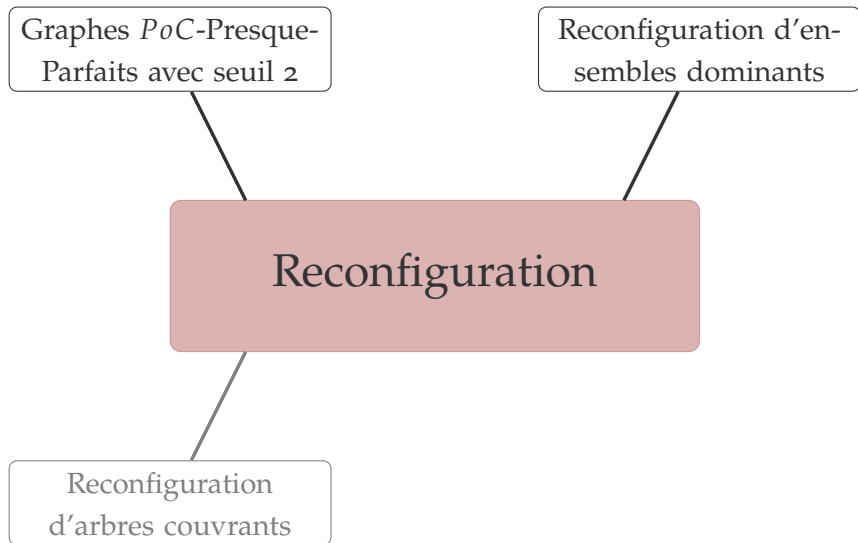 Graphes PoC-Presque-
Parfaits avec seuil 2
Reconfiguration d'en-
sembles dominants
Reconfiguration
Reconfiguration
d'arbres couvrants